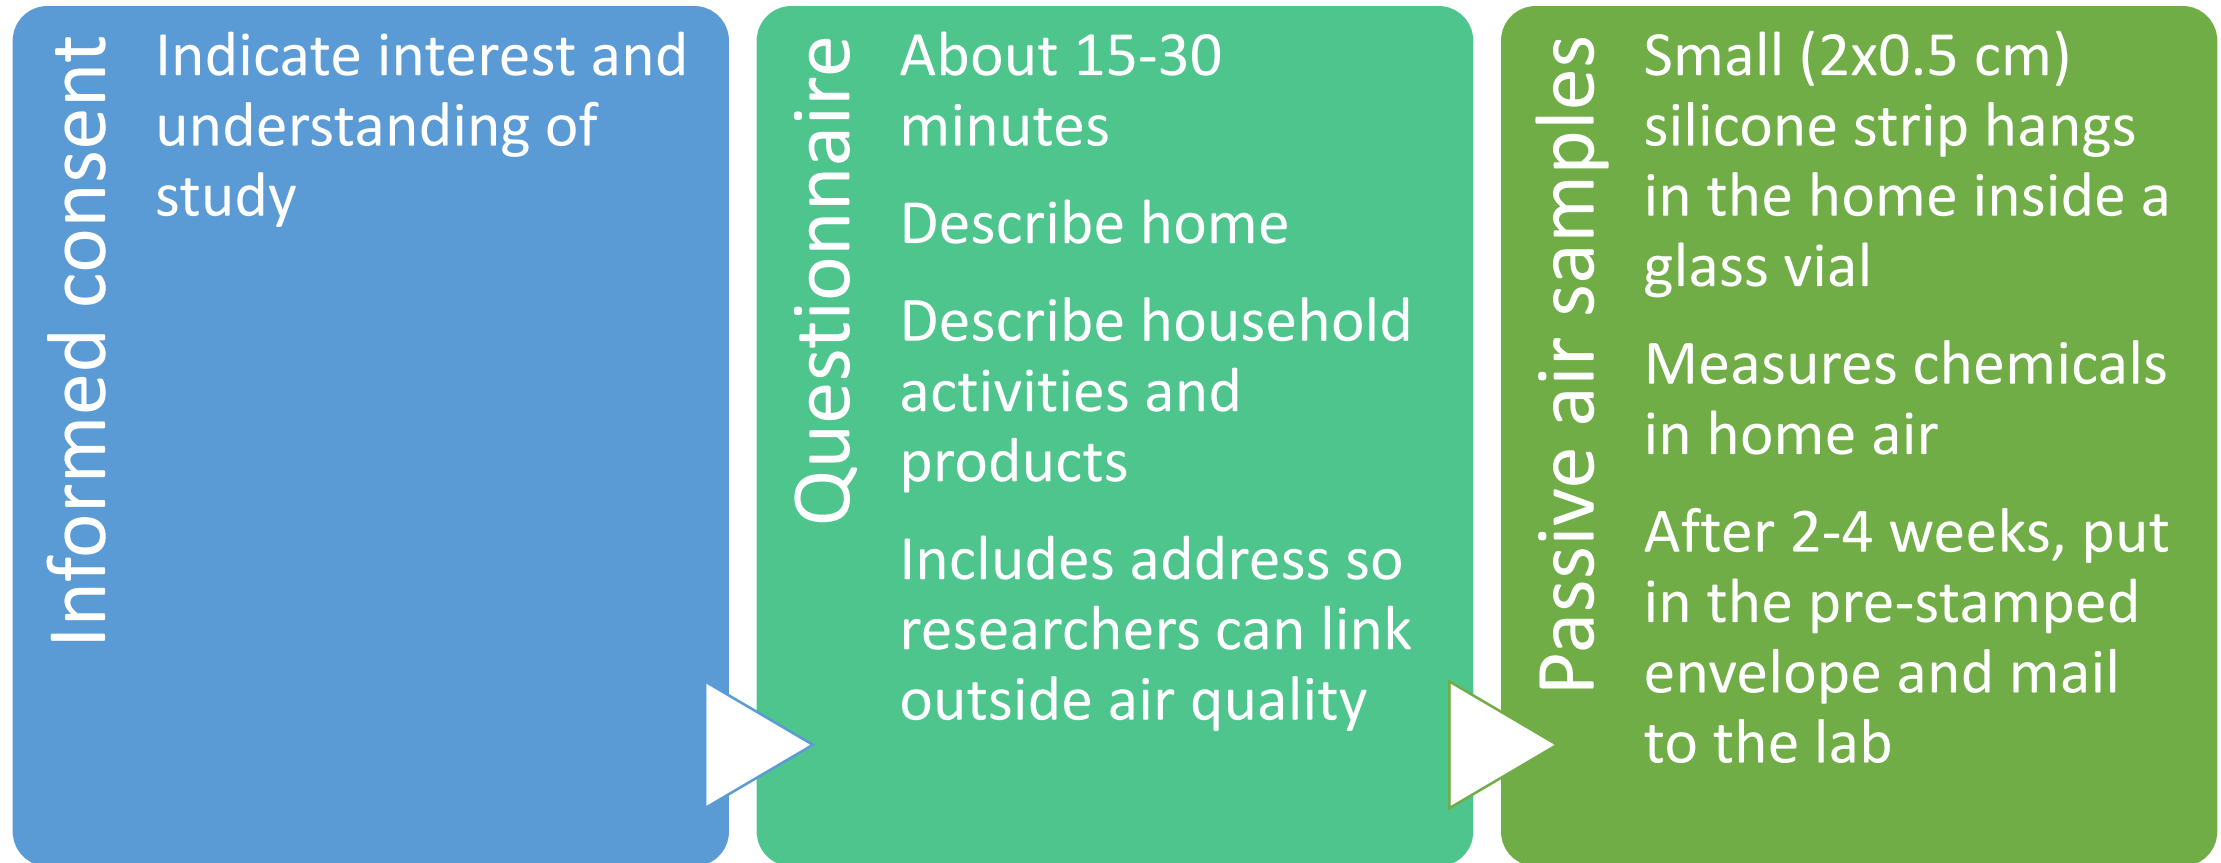 Informed consent
Indicate interest and
understanding of
study
Questionnaire
About 15-30
minutes
Describe home
Describe household
activities and
products
Includes address so
researchers can link
outside air quality
Passive air samples
Small (2x0.5 cm)
silicone strip hangs
in the home inside a
glass vial
Measures chemicals
in home air
After 2-4 weeks, put
in the pre-stamped
envelope and mail
to the lab